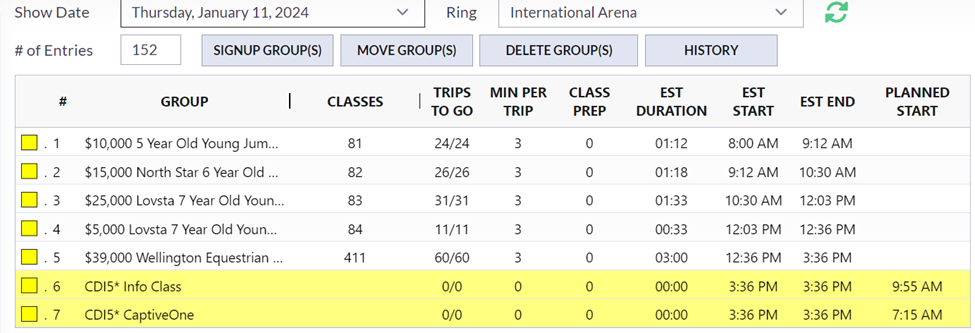 Show Date Thursday, January 11, 2024 Ring International Arena
# of Entries 152 SIGNUP GROUP(S) MOVE GROUP(S) DELETE GROUP(S) HISTORY
# GROUP CLASSES TRIPS TO GO MIN PER TRIP CLASS PREP EST DURATION EST START EST END PLANNED START
. 1 $10,000 5 Year Old Young Jum... 81 24/24 3 0 01:12 8:00 AM 9:12 AM
. 2 $15,000 North Star 6 Year Old ... 82 26/26 3 0 01:18 9:12 AM 10:30 AM
. 3 $25,000 Lovsta 7 Year Old Youn... 83 31/31 3 0 01:33 10:30 AM 12:03 PM
. 4 $5,000 Lovsta 7 Year Old Youn... 84 11/11 3 0 00:33 12:03 PM 12:36 PM
. 5 $39,000 Wellington Equestrian ... 411 60/60 3 0 03:00 12:36 PM 3:36 PM
. 6 CDI5* Info Class 0/0 0 0 00:00 3:36 PM 3:36 PM 9:55 AM
. 7 CDI5* CaptiveOne 0/0 0 0 00:00 3:36 PM 3:36 PM 7:15 AM